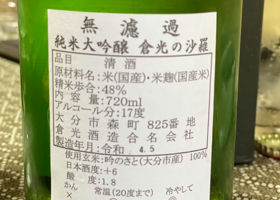 無濾過
純米大吟醸 倉光の沙羅
品目 清酒
原材料名：米(国産)・米麹(国産米)
精米歩合：48%
内容量：720ml
アルコール分：17度
大分市森町825番地
倉光酒造合名会社
製造年月：令和 4.5
使用玄米：吟のさと(大分市産) 100%
日本酒度：+6
酸度：1.8
かん 常温(20度まで) 冷やして
× ◎